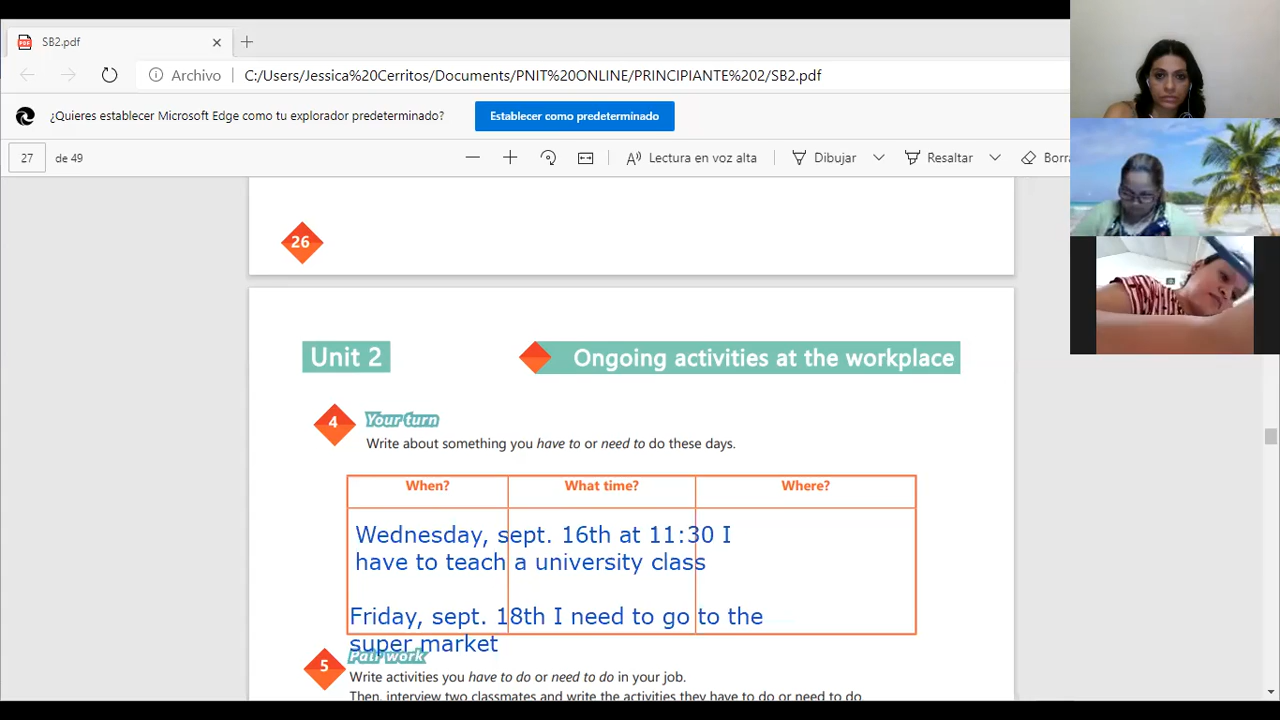 SB2.pdf
Archivo C:/Users/Jessica%20Cerritos/Documents/PNIT%20ONLINE/PRINCIPIANTE%202/SB2.pdf
¿Quieres establecer Microsoft Edge como tu explorador predeterminado? Establecer como predeterminado
27 de 49 Lectura en voz alta Dibujar Resaltar
26
Unit 2 Ongoing activities at the workplace
4 Your turn
Write about something you have to or need to do these days.
When? What time? Where?
Wednesday, sept. 16th at 11:30 I
have to teach a university class
Friday, sept. 18th I need to go to the
super market
5 Pair work
Write activities you have to do or need to do in your job.
Then, interview two classmates and write the activities they have to do or need to do.